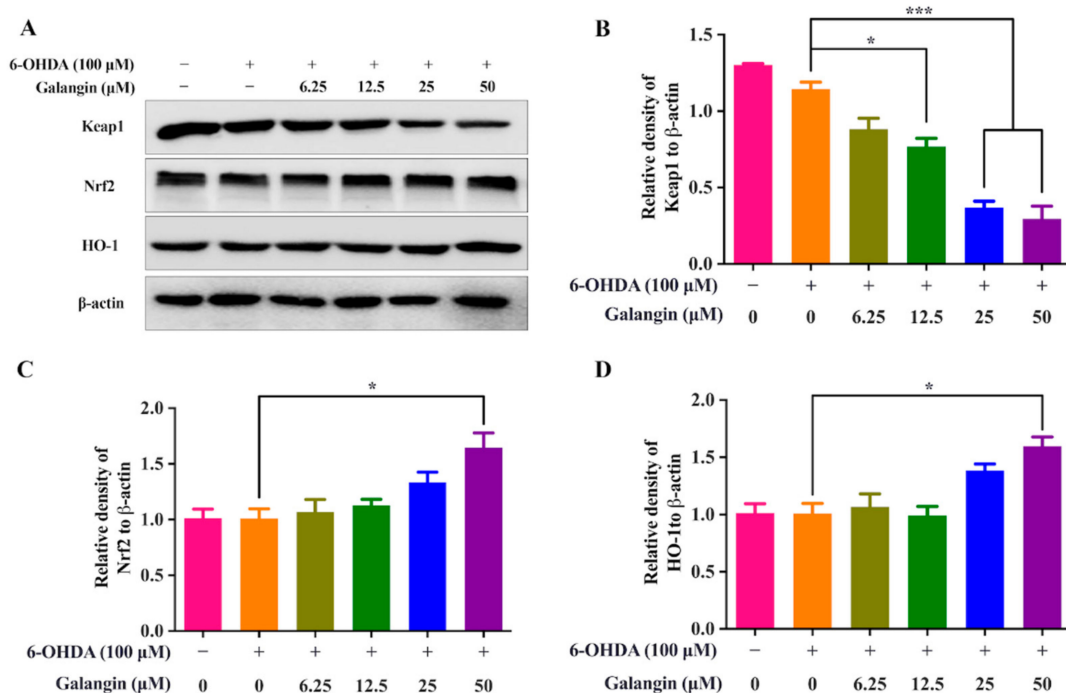 A
6-OHDA (100 μM) − + + + + +
Galangin (μM) − − 6.25 12.5 25 50
Keap1
Nrf2
HO-1
β-actin
B
***
*
Relative density of
Keap1 to β-actin
1.5
1.0
0.5
0.0
6-OHDA (100 μM) − + + + + +
Galangin (μM) 0 0 6.25 12.5 25 50
C
*
Relative density of
Nrf2 to β-actin
2.0
1.5
1.0
0.5
0.0
6-OHDA (100 μM) − + + + + +
Galangin (μM) 0 0 6.25 12.5 25 50
D
*
Relative density of
HO-1to β-actin
2.0
1.5
1.0
0.5
0.0
6-OHDA (100 μM) − + + + + +
Galangin (μM) 0 0 6.25 12.5 25 50